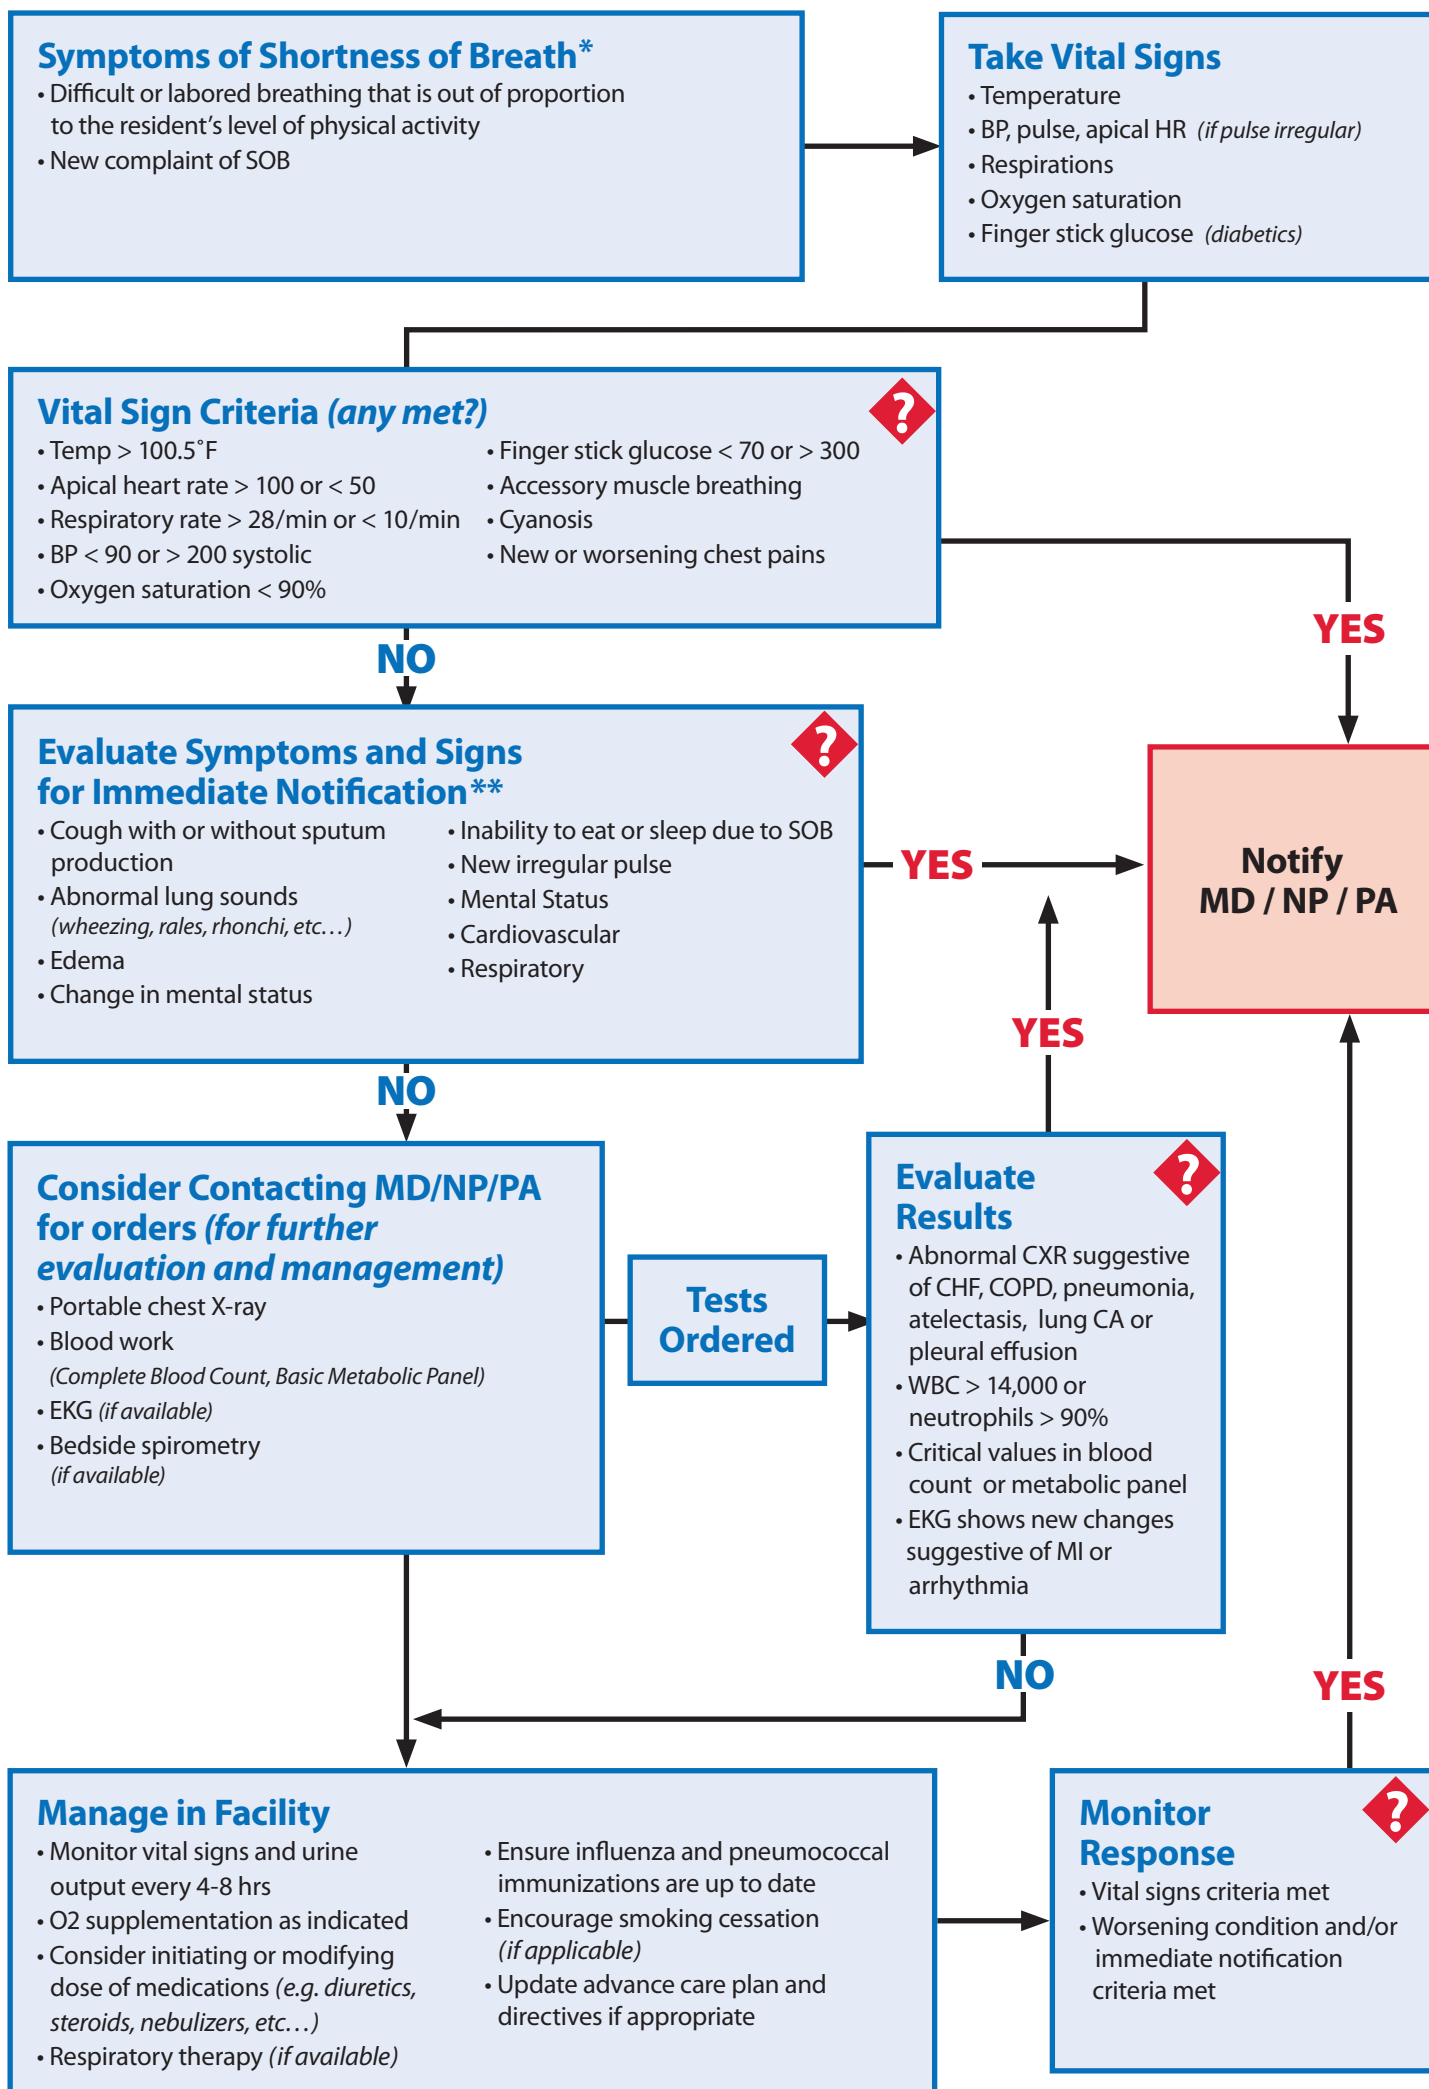 Symptoms of Shortness of Breath*
• Difficult or labored breathing that is out of proportion
to the resident's level of physical activity
• New complaint of SOB
Take Vital Signs
• Temperature
• BP, pulse, apical HR (if pulse irregular)
• Respirations
• Oxygen saturation
• Finger stick glucose (diabetics)
Vital Sign Criteria (any met?)
?
• Temp > 100.5˚F
• Apical heart rate > 100 or < 50
• Respiratory rate > 28/min or < 10/min
• BP < 90 or > 200 systolic
• Oxygen saturation < 90%
• Finger stick glucose < 70 or > 300
• Accessory muscle breathing
• Cyanosis
• New or worsening chest pains
YES
NO
Evaluate Symptoms and Signs
for Immediate Notification**
?
• Cough with or without sputum
production
• Abnormal lung sounds
(wheezing, rales, rhonchi, etc…)
• Edema
• Change in mental status
• Inability to eat or sleep due to SOB
• New irregular pulse
• Mental Status
• Cardiovascular
• Respiratory
YES
Notify
MD / NP / PA
YES
NO
Consider Contacting MD/NP/PA
for orders (for further
evaluation and management)
• Portable chest X-ray
• Blood work
(Complete Blood Count, Basic Metabolic Panel)
• EKG (if available)
• Bedside spirometry
(if available)
Tests
Ordered
Evaluate
Results
?
• Abnormal CXR suggestive
of CHF, COPD, pneumonia,
atelectasis, lung CA or
pleural effusion
• WBC > 14,000 or
neutrophils > 90%
• Critical values in blood
count or metabolic panel
• EKG shows new changes
suggestive of MI or
arrhythmia
NO
YES
Manage in Facility
• Monitor vital signs and urine
output every 4-8 hrs
• O2 supplementation as indicated
• Consider initiating or modifying
dose of medications (e.g. diuretics,
steroids, nebulizers, etc…)
• Respiratory therapy (if available)
• Ensure influenza and pneumococcal
immunizations are up to date
• Encourage smoking cessation
(if applicable)
• Update advance care plan and
directives if appropriate
Monitor
Response
?
• Vital signs criteria met
• Worsening condition and/or
immediate notification
criteria met